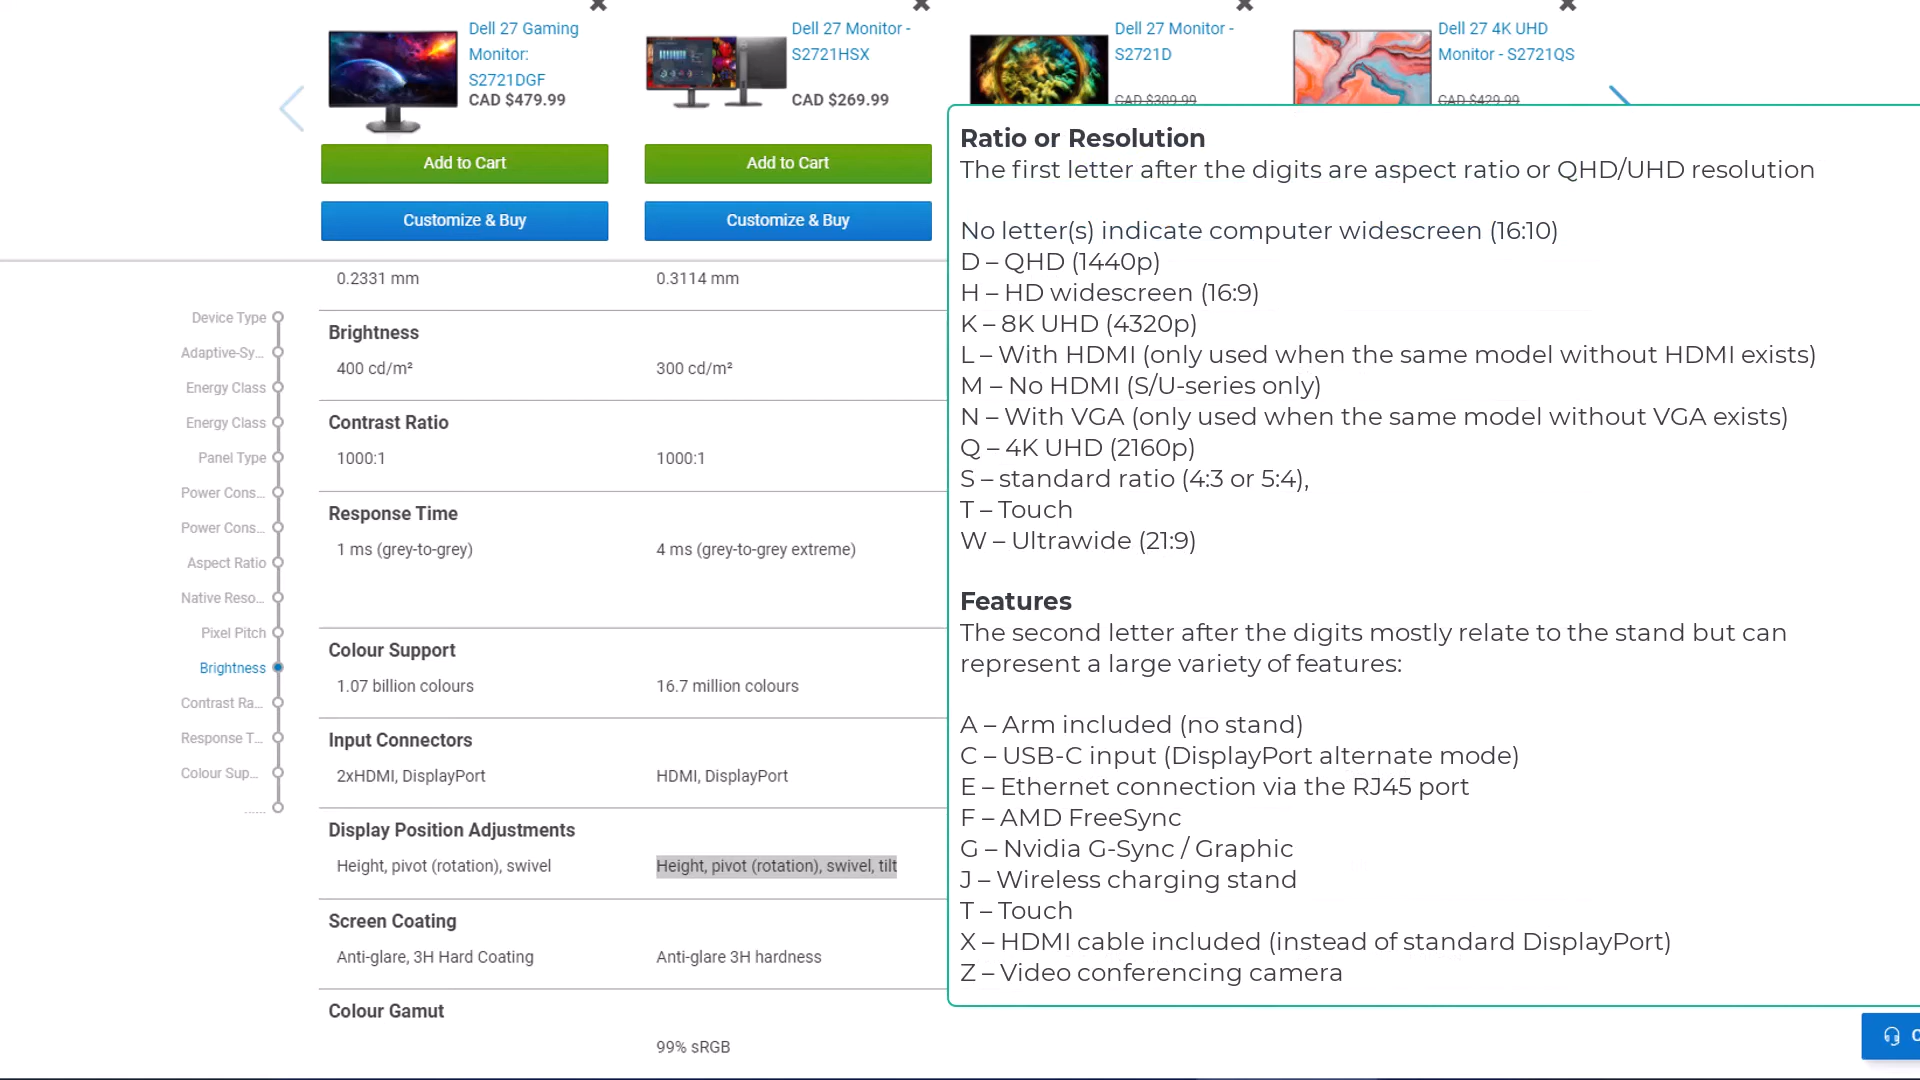 Dell 27 Gaming
Monitor:
S2721DGF
CAD $479.99
Add to Cart
Customize & Buy
Dell 27 Monitor -
S2721HSX
CAD $269.99
Add to Cart
Customize & Buy
Dell 27 Monitor -
S2721D
CAD $309.99
Dell 27 4K UHD
Monitor - S2721QS
CAD $429.99
Device Type
Adaptive-Sy...
Energy Class
Energy Class
Panel Type
Power Cons...
Power Cons...
Aspect Ratio
Native Reso...
Pixel Pitch
Brightness
Contrast Ra...
Response T...
Colour Sup...
0.2331 mm 0.3114 mm
Brightness
400 cd/m² 300 cd/m²
Contrast Ratio
1000:1 1000:1
Response Time
1 ms (grey-to-grey) 4 ms (grey-to-grey extreme)
Colour Support
1.07 billion colours 16.7 million colours
Input Connectors
2xHDMI, DisplayPort HDMI, DisplayPort
Display Position Adjustments
Height, pivot (rotation), swivel Height, pivot (rotation), swivel, tilt
Screen Coating
Anti-glare, 3H Hard Coating Anti-glare 3H hardness
Colour Gamut
99% sRGB
Ratio or Resolution
The first letter after the digits are aspect ratio or QHD/UHD resolution
No letter(s) indicate computer widescreen (16:10)
D – QHD (1440p)
H – HD widescreen (16:9)
K – 8K UHD (4320p)
L – With HDMI (only used when the same model without HDMI exists)
M – No HDMI (S/U-series only)
N – With VGA (only used when the same model without VGA exists)
Q – 4K UHD (2160p)
S – standard ratio (4:3 or 5:4),
T – Touch
W – Ultrawide (21:9)
Features
The second letter after the digits mostly relate to the stand but can
represent a large variety of features:
A – Arm included (no stand)
C – USB-C input (DisplayPort alternate mode)
E – Ethernet connection via the RJ45 port
F – AMD FreeSync
G – Nvidia G-Sync / Graphic
J – Wireless charging stand
T – Touch
X – HDMI cable included (instead of standard DisplayPort)
Z – Video conferencing camera